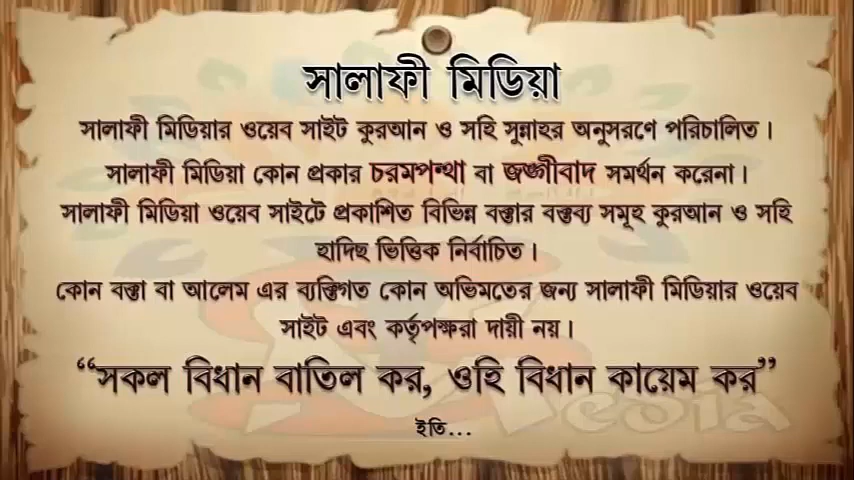 সালাফী মিডিয়া
সালাফী মিডিয়ার ওয়েব সাইট কুরআন ও সহি সুন্নাহর অনুসরণে পরিচালিত।
সালাফী মিডিয়া কোন প্রকার চরমপন্থা বা জঙ্গীবাদ সমর্থন করেনা।
সালাফী মিডিয়া ওয়েব সাইটে প্রকাশিত বিভিন্ন বক্তার বক্তব্য সমূহ কুরআন ও সহি
হাদিছ ভিত্তিক নির্বাচিত।
কোন বক্তা বা আলেম এর ব্যক্তিগত কোন অভিমতের জন্য সালাফী মিডিয়ার ওয়েব
সাইট এবং কর্তৃপক্ষরা দায়ী নয়।
“সকল বিধান বাতিল কর, ওহি বিধান কায়েম কর”
ইতি...